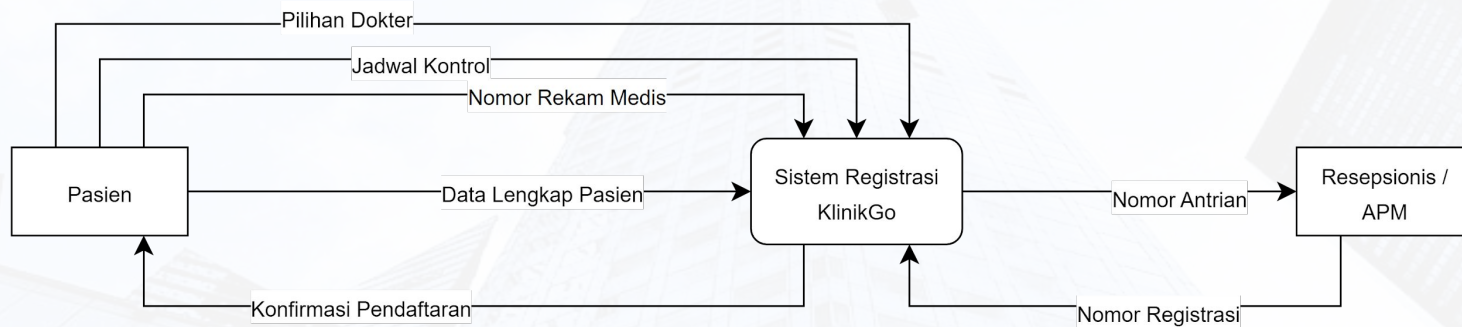 Pilihan Dokter
Jadwal Kontrol
Nomor Rekam Medis
Pasien
Data Lengkap Pasien
Sistem Registrasi
KlinikGo
Nomor Antrian
Resepsionis /
APM
Konfirmasi Pendaftaran
Nomor Registrasi